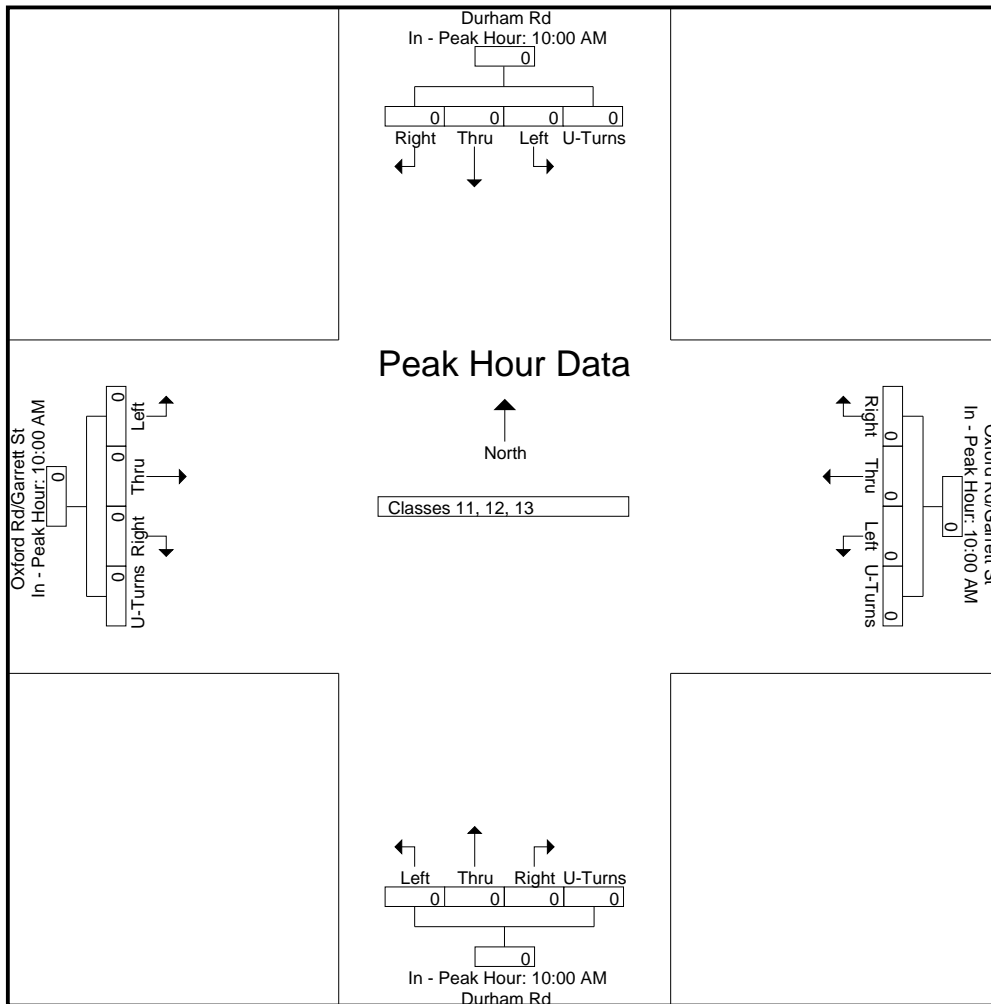 Durham Rd
In - Peak Hour: 10:00 AM
0
0 0 0 0
Right Thru Left U-Turns
Peak Hour Data
North
Classes 11, 12, 13
Oxford Rd/Garrett St
In - Peak Hour: 10:00 AM
0
0 0 0 0
Left Thru Right U-Turns
Oxford Rd/Garrett St
In - Peak Hour: 10:00 AM
0
0 0 0 0
Right Thru Left U-Turns
Left Thru Right U-Turns
0 0 0 0
0
In - Peak Hour: 10:00 AM
Durham Rd